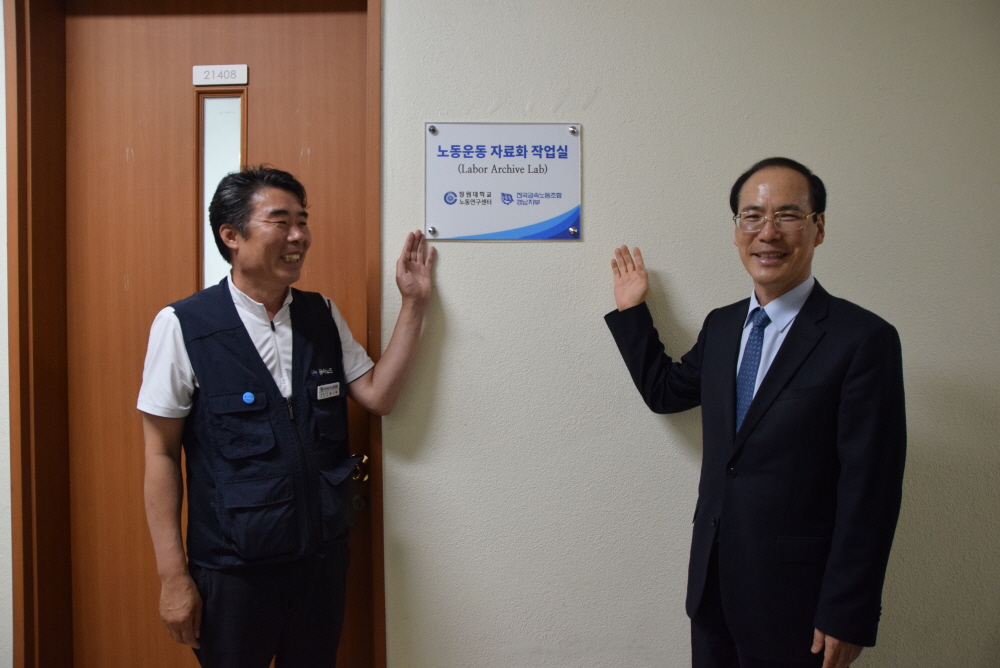 21408
노동운동 자료화 작업실
(Labor Archive Lab)
창원대학교
노동연구센터
전국금속노동조합
경남지부